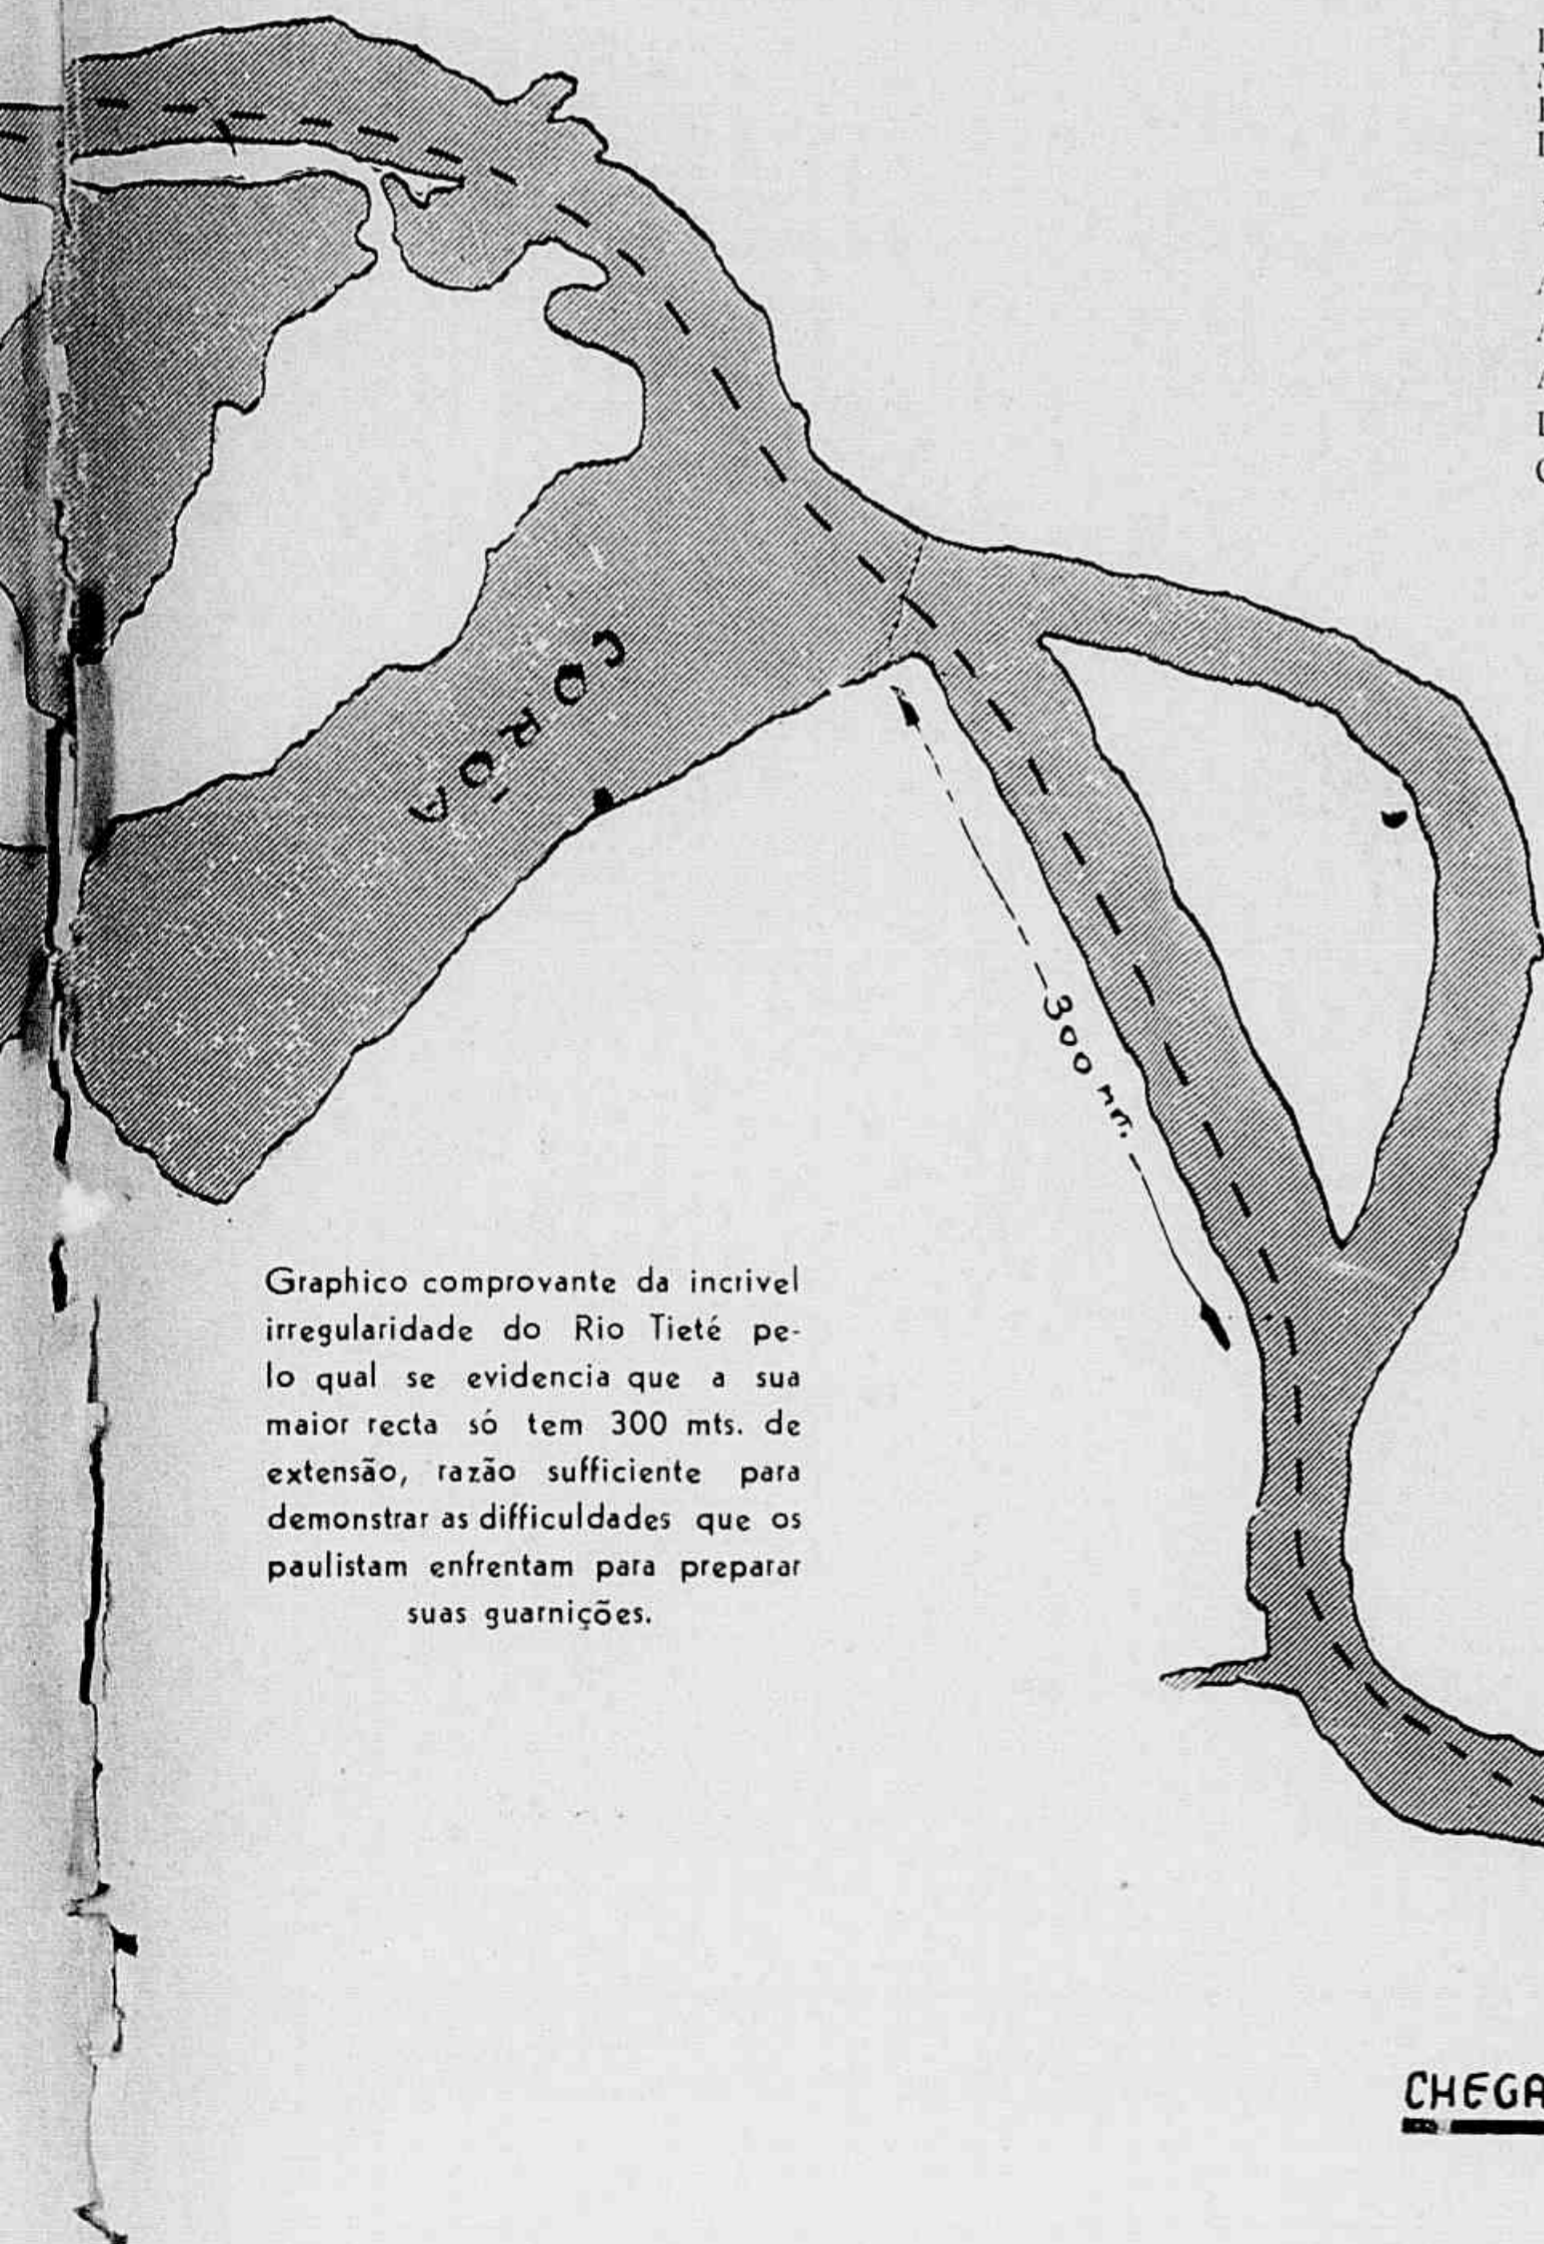 COROA
300 mt.
Graphico comprovante da incrivel
irregularidade do Rio Tieté pe-
lo qual se evidencia que a sua
maior recta só tem 300 mts. de
extensão, razão sufficiente para
demonstrar as difficuldades que os
paulistam enfrentam para preparar
suas guarnições.
CHEGA